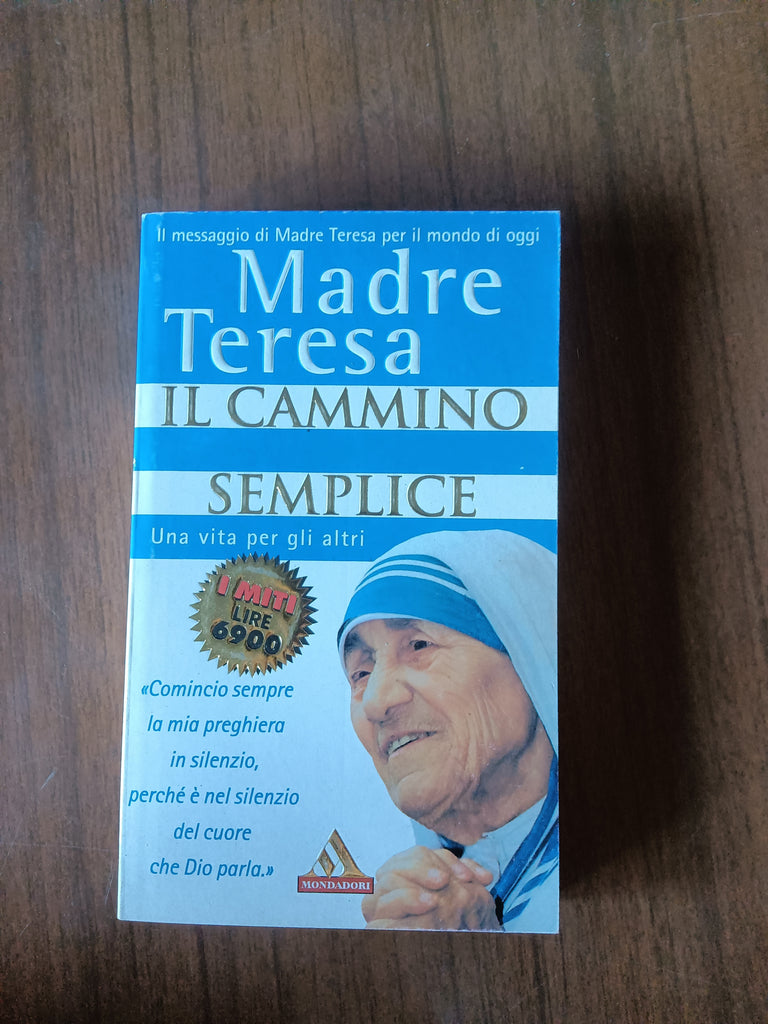 Il messaggio di Madre Teresa per il mondo di oggi
Madre
Teresa
IL CAMMINO
SEMPLICE
Una vita per gli altri
I MITI
LIRE
6900
«Comincio sempre
la mia preghiera
in silenzio,
perché è nel silenzio
del cuore
che Dio parla.»
MONDADORI